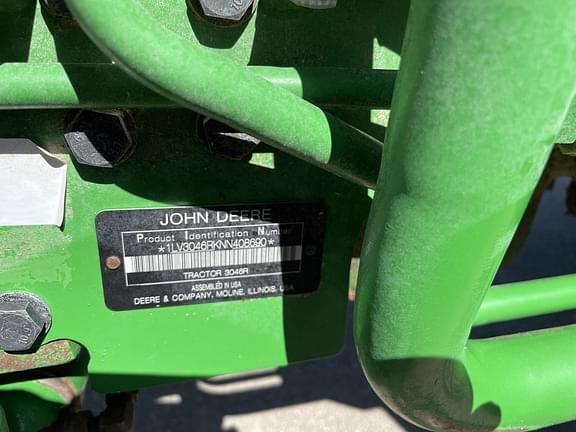 JOHN DEERE
Product Identification Number
*1LV3046RKNN408690*
TRACTOR 3046R
ASSEMBLED IN USA
DEERE & COMPANY, MOLINE, ILLINOIS, USA